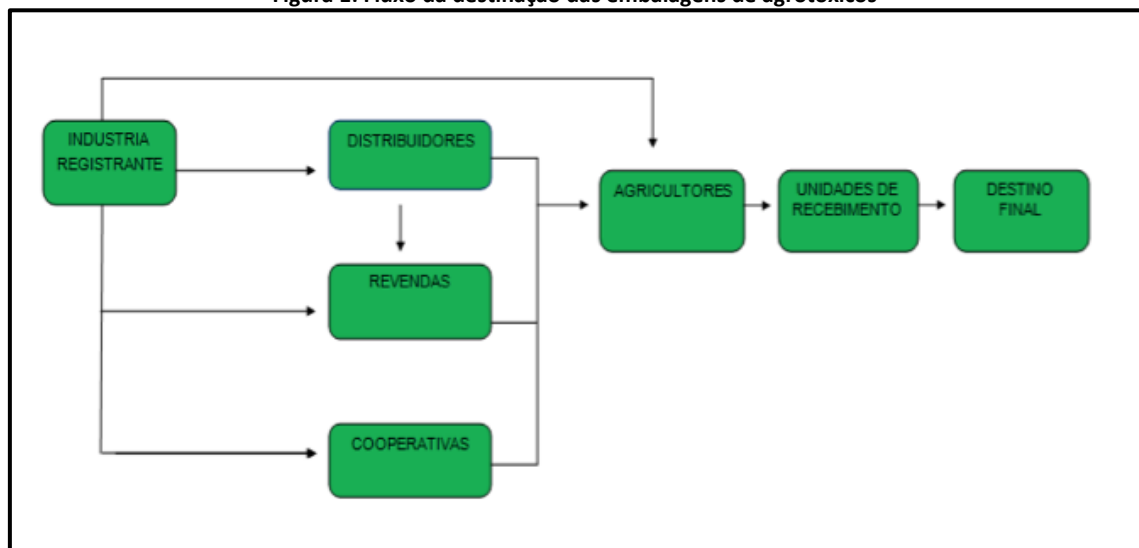 Figura 1. Fluxo da destinação das embalagens de agrotóxicos
INDUSTRIA
REGISTRANTE
DISTRIBUIDORES
REVENDAS
COOPERATIVAS
AGRICULTORES
UNIDADES DE
RECEBIMENTO
DESTINO
FINAL